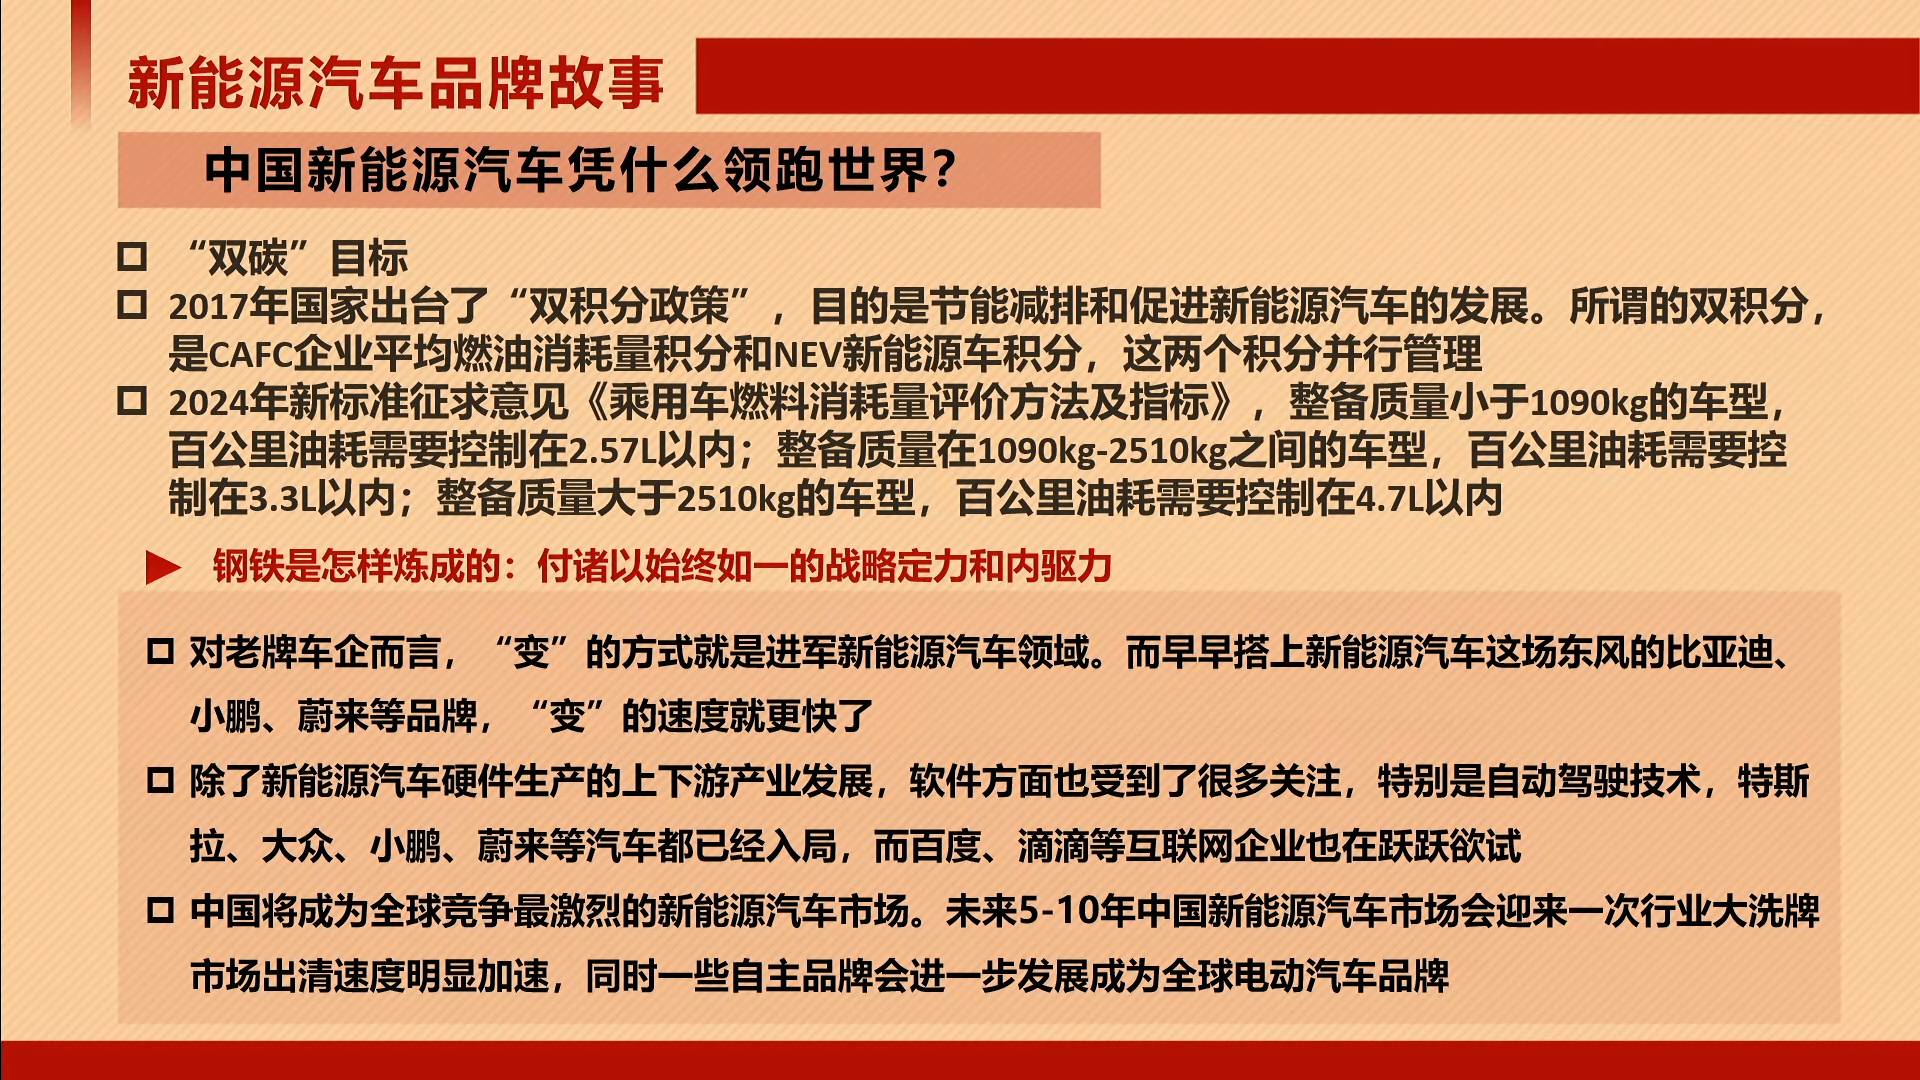 新能源汽车品牌故事
中国新能源汽车凭什么领跑世界？
“双碳”目标
2017年国家出台了“双积分政策”，目的是节能减排和促进新能源汽车的发展。所谓的双积分，
是CAFC企业平均燃油消耗量积分和NEV新能源车积分，这两个积分并行管理
2024年新标准征求意见《乘用车燃料消耗量评价方法及指标》，整备质量小于1090kg的车型，
百公里油耗需要控制在2.57L以内；整备质量在1090kg-2510kg之间的车型，百公里油耗需要控
制在3.3L以内；整备质量大于2510kg的车型，百公里油耗需要控制在4.7L以内
钢铁是怎样炼成的：付诸以始终如一的战略定力和内驱力
对老牌车企而言，“变”的方式就是进军新能源汽车领域。而早早搭上新能源汽车这场东风的比亚迪、
小鹏、蔚来等品牌，“变”的速度就更快了
除了新能源汽车硬件生产的上下游产业发展，软件方面也受到了很多关注，特别是自动驾驶技术，特斯
拉、大众、小鹏、蔚来等汽车都已经入局，而百度、滴滴等互联网企业也在跃跃欲试
中国将成为全球竞争最激烈的新能源汽车市场。未来5-10年中国新能源汽车市场会迎来一次行业大洗牌
市场出清速度明显加速，同时一些自主品牌会进一步发展成为全球电动汽车品牌